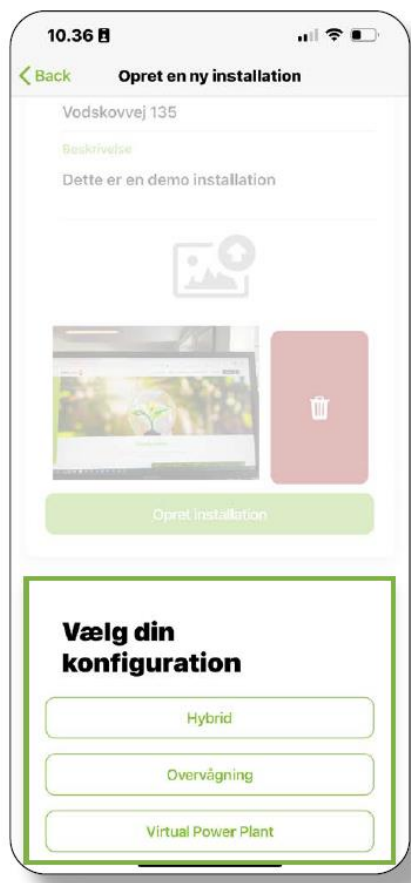 10.36
Back
Opret en ny installation
Vodskovvej 135
Beskrivelse
Dette er en demo installation
Opret installation
Vælg din
konfiguration
Hybrid
Overvågning
Virtual Power Plant